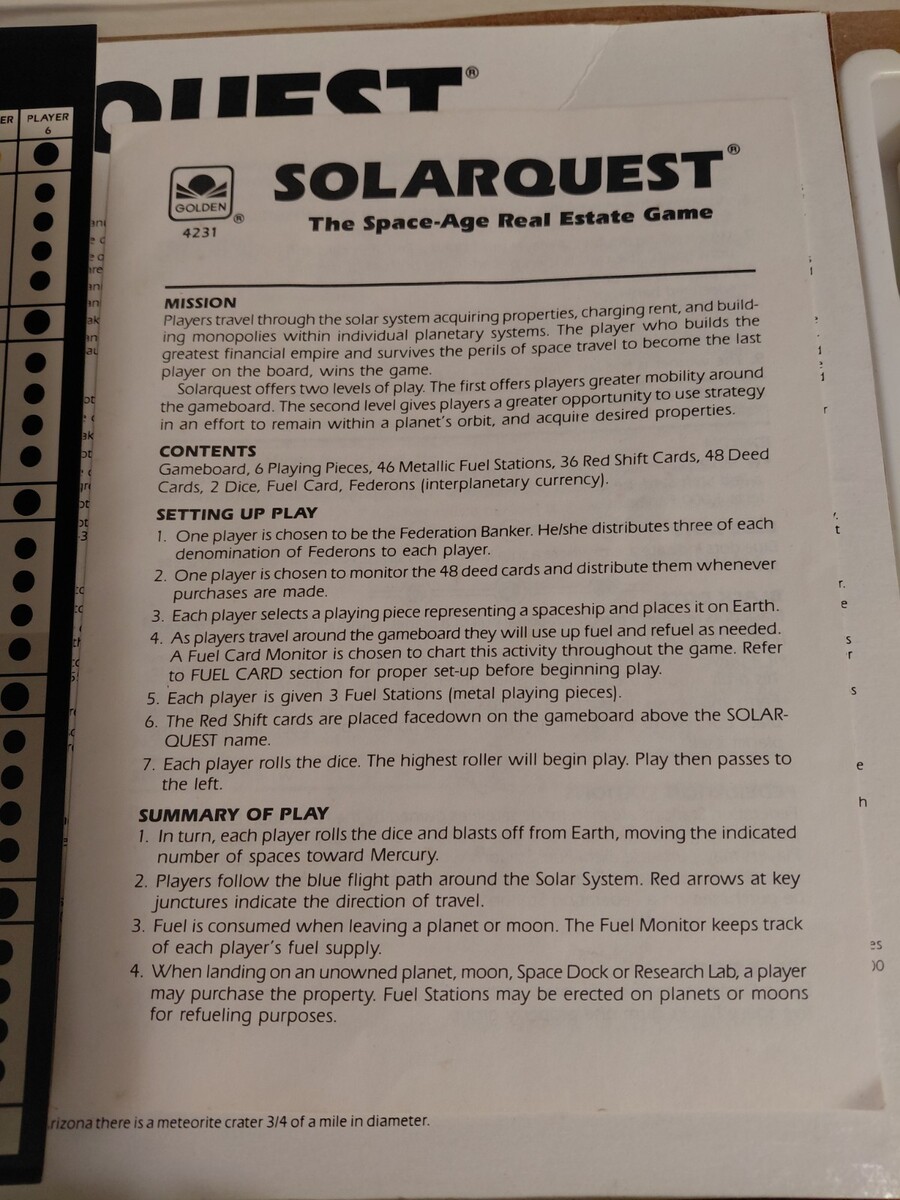 QUEST®
ER PLAYER
6
GOLDEN®
4231
SOLARQUEST®
The Space-Age Real Estate Game
MISSION
Players travel through the solar system acquiring properties, charging rent, and build-
ing monopolies within individual planetary systems. The player who builds the
greatest financial empire and survives the perils of space travel to become the last
player on the board, wins the game.
Solarquest offers two levels of play. The first offers players greater mobility around
the gameboard. The second level gives players a greater opportunity to use strategy
in an effort to remain within a planet's orbit, and acquire desired properties.
CONTENTS
Gameboard, 6 Playing Pieces, 46 Metallic Fuel Stations, 36 Red Shift Cards, 48 Deed
Cards, 2 Dice, Fuel Card, Federons (interplanetary currency).
SETTING UP PLAY
1. One player is chosen to be the Federation Banker. He/she distributes three of each
denomination of Federons to each player.
2. One player is chosen to monitor the 48 deed cards and distribute them whenever
purchases are made.
3. Each player selects a playing piece representing a spaceship and places it on Earth.
4. As players travel around the gameboard they will use up fuel and refuel as needed.
A Fuel Card Monitor is chosen to chart this activity throughout the game. Refer
to FUEL CARD section for proper set-up before beginning play.
5. Each player is given 3 Fuel Stations (metal playing pieces).
6. The Red Shift cards are placed facedown on the gameboard above the SOLAR-
QUEST name.
7. Each player rolls the dice. The highest roller will begin play. Play then passes to
the left.
SUMMARY OF PLAY
1. In turn, each player rolls the dice and blasts off from Earth, moving the indicated
number of spaces toward Mercury.
2. Players follow the blue flight path around the Solar System. Red arrows at key
junctures indicate the direction of travel.
3. Fuel is consumed when leaving a planet or moon. The Fuel Monitor keeps track
of each player's fuel supply.
4. When landing on an unowned planet, moon, Space Dock or Research Lab, a player
may purchase the property. Fuel Stations may be erected on planets or moons
for refueling purposes.
rizona there is a meteorite crater 3/4 of a mile in diameter.